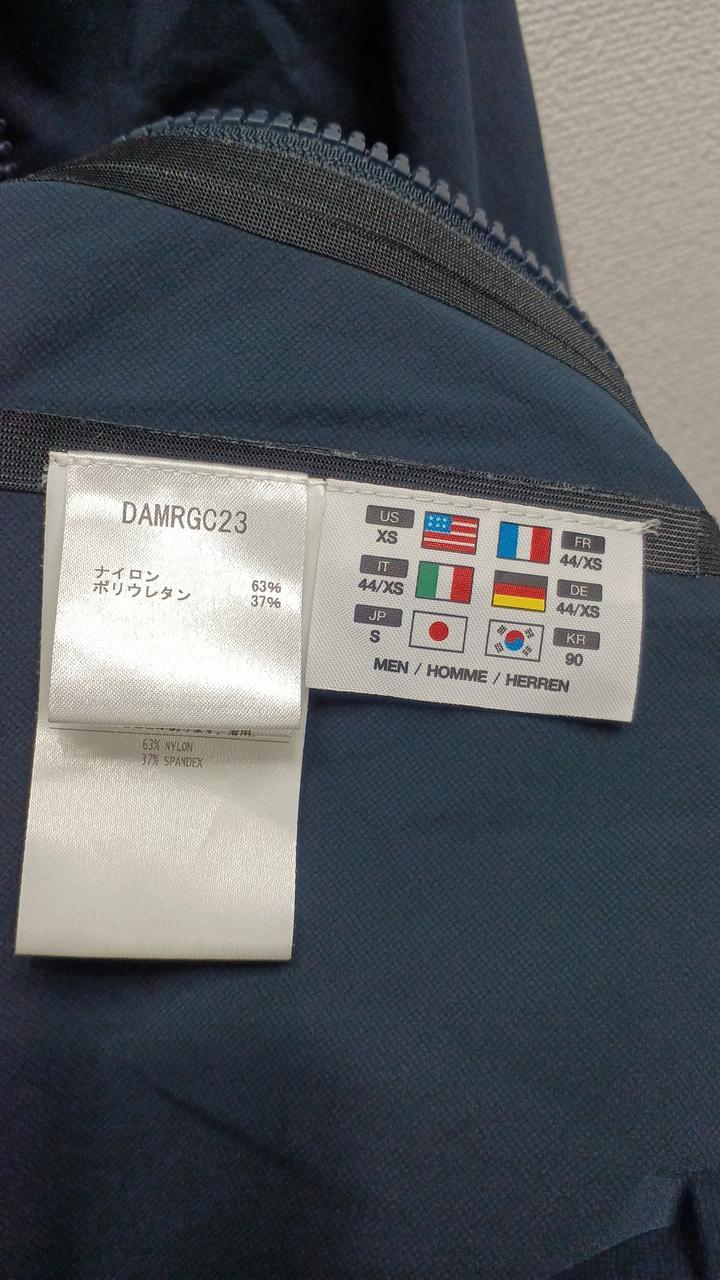 DAMRGC23
ナイロン 63%
ポリウレタン 37%
63% NYLON
37% SPANDEX
US
XS
FR
44/XS
IT
44/XS
DE
44/XS
JP
S
KR
90
MEN / HOMME / HERREN